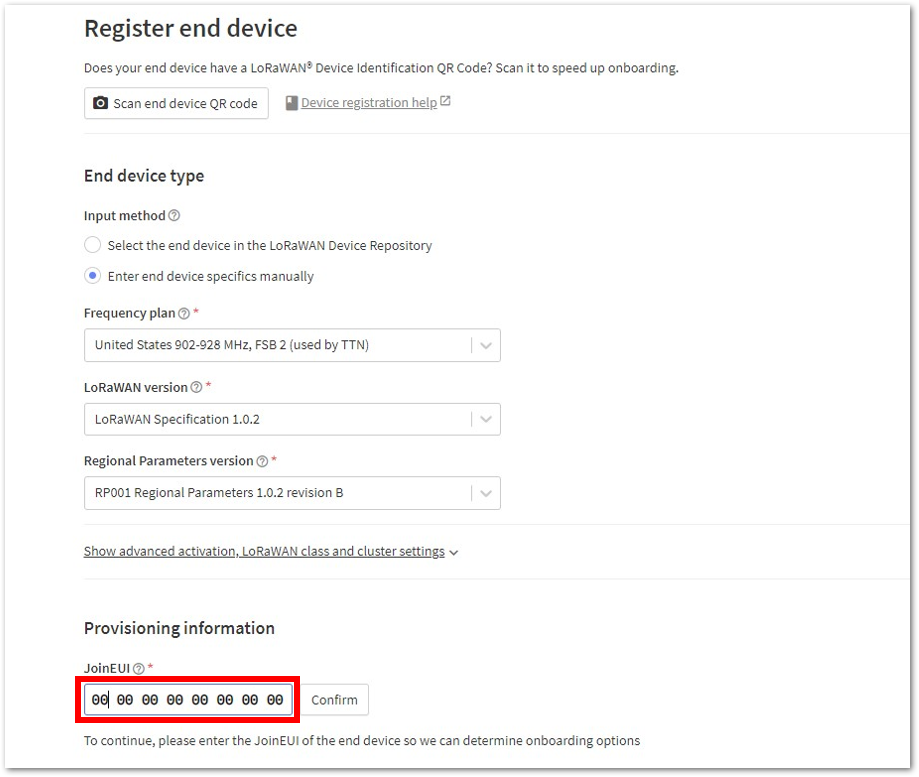 Register end device
Does your end device have a LoRaWAN® Device Identification QR Code? Scan it to speed up onboarding.
Scan end device QR code Device registration help
End device type
Input method
Select the end device in the LoRaWAN Device Repository
Enter end device specifics manually
Frequency plan *
United States 902-928 MHz, FSB 2 (used by TTN)
LoRaWAN version *
LoRaWAN Specification 1.0.2
Regional Parameters version *
RP001 Regional Parameters 1.0.2 revision B
Show advanced activation, LoRaWAN class and cluster settings
Provisioning information
JoinEUI *
00 00 00 00 00 00 00 00 Confirm
To continue, please enter the JoinEUI of the end device so we can determine onboarding options